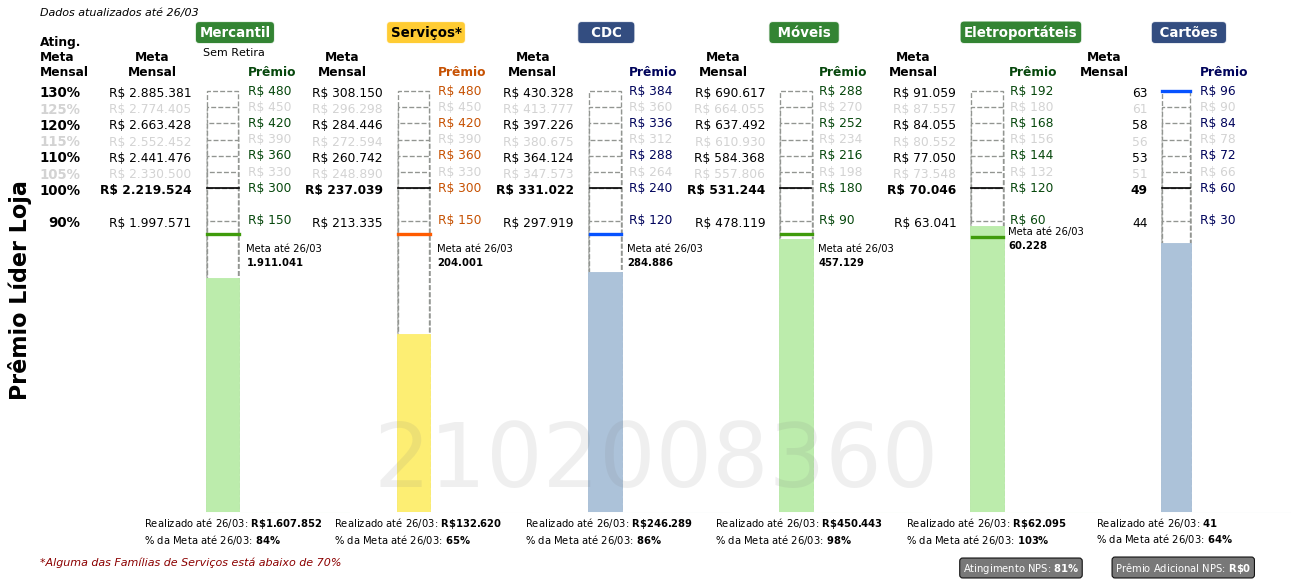 Dados atualizados até 26/03
Mercantil Serviços* CDC Móveis Eletroportáteis Cartões
Sem Retira
Ating. Meta Mensal
Meta Mensal Prêmio Meta Mensal Prêmio Meta Mensal Prêmio Meta Mensal Prêmio Meta Mensal Prêmio Meta Mensal Prêmio
130% R$ 2.885.381 R$ 480 R$ 308.150 R$ 480 R$ 430.328 R$ 384 R$ 690.617 R$ 288 R$ 91.059 R$ 192 63 R$ 96
125% R$ 2.774.405 R$ 450 R$ 296.298 R$ 450 R$ 413.777 R$ 360 R$ 664.055 R$ 270 R$ 87.557 R$ 180 61 R$ 90
120% R$ 2.663.428 R$ 420 R$ 284.446 R$ 420 R$ 397.226 R$ 336 R$ 637.492 R$ 252 R$ 84.055 R$ 168 58 R$ 84
115% R$ 2.552.452 R$ 390 R$ 272.594 R$ 390 R$ 380.675 R$ 312 R$ 610.930 R$ 234 R$ 80.552 R$ 156 56 R$ 78
110% R$ 2.441.476 R$ 360 R$ 260.742 R$ 360 R$ 364.124 R$ 288 R$ 584.368 R$ 216 R$ 77.050 R$ 144 53 R$ 72
105% R$ 2.330.500 R$ 330 R$ 248.890 R$ 330 R$ 347.573 R$ 264 R$ 557.806 R$ 198 R$ 73.548 R$ 132 51 R$ 66
100% R$ 2.219.524 R$ 300 R$ 237.039 R$ 300 R$ 331.022 R$ 240 R$ 531.244 R$ 180 R$ 70.046 R$ 120 49 R$ 60
90% R$ 1.997.571 R$ 150 R$ 213.335 R$ 150 R$ 297.919 R$ 120 R$ 478.119 R$ 90 R$ 63.041 R$ 60 44 R$ 30
Meta até 26/03 Meta até 26/03 Meta até 26/03 Meta até 26/03 Meta até 26/03
1.911.041 204.001 284.886 457.129 60.228
Prêmio Líder Loja
2102008360
Realizado até 26/03: R$1.607.852 Realizado até 26/03: R$132.620 Realizado até 26/03: R$246.289 Realizado até 26/03: R$450.443 Realizado até 26/03: R$62.095 Realizado até 26/03: 41
% da Meta até 26/03: 84% % da Meta até 26/03: 65% % da Meta até 26/03: 86% % da Meta até 26/03: 98% % da Meta até 26/03: 103% % da Meta até 26/03: 64%
*Alguma das Famílias de Serviços está abaixo de 70%
Atingimento NPS: 81% Prêmio Adicional NPS: R$0